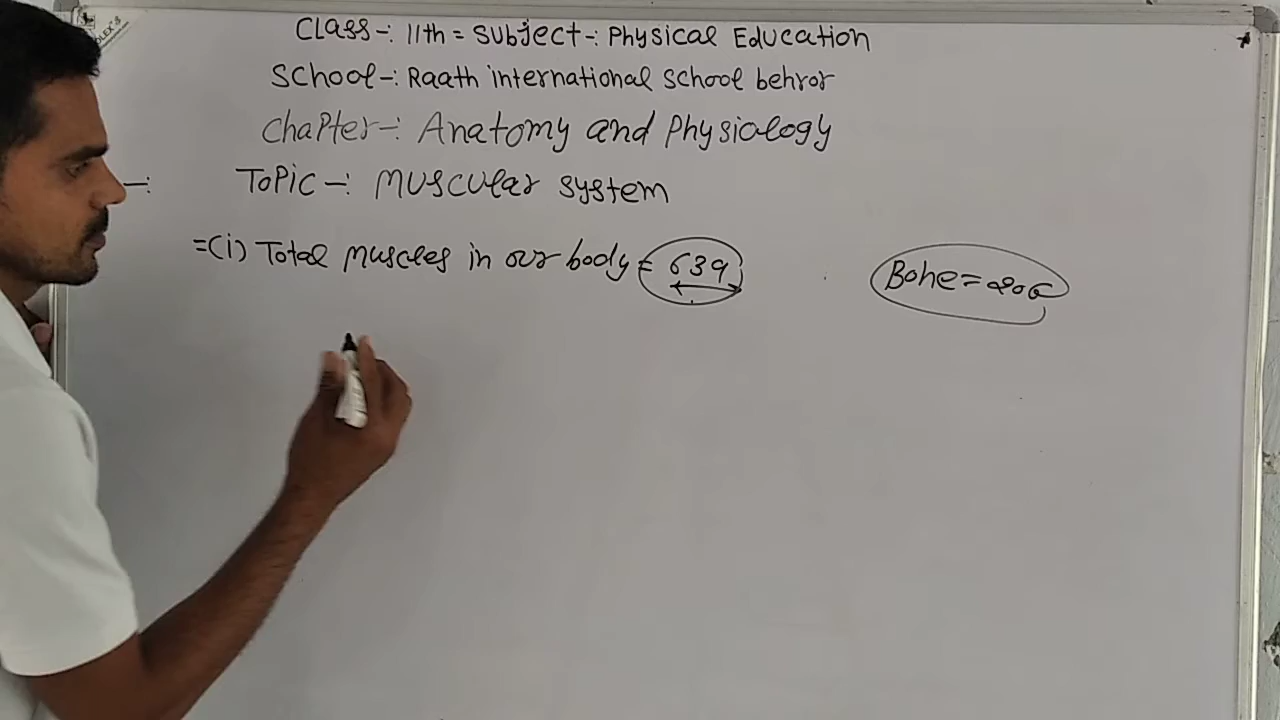 Class-: 11th = Subject-: Physical Education
School-: Raath international School behror
Chapter-: Anatomy and Physiology
Topic-: Muscular system
=(i) Total Muscles in our body = 639
Bone = 206